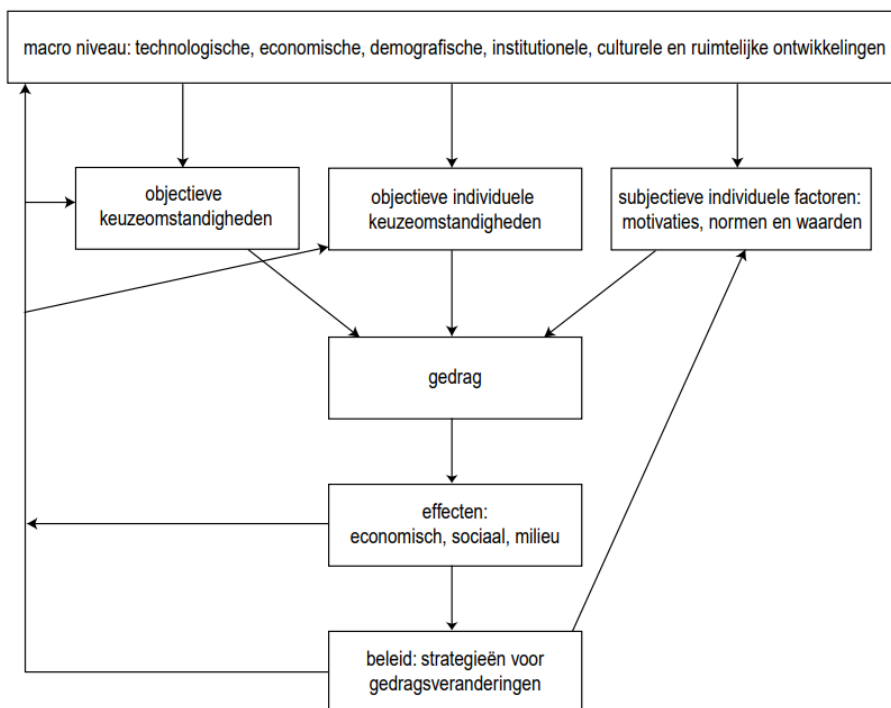 macro niveau: technologische, economische, demografische, institutionele, culturele en ruimtelijke ontwikkelingen
objectieve
keuzeomstandigheden
objectieve individuele
keuzeomstandigheden
subjectieve individuele factoren:
motivaties, normen en waarden
gedrag
effecten:
economisch, sociaal, milieu
beleid: strategieën voor
gedragsveranderingen